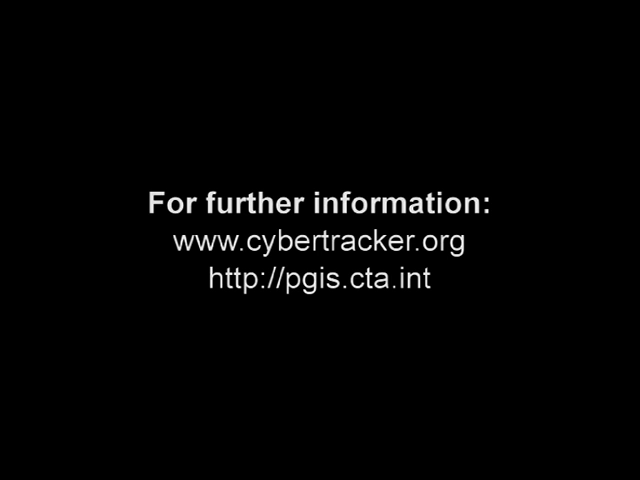 For further information:
www.cybertracker.org
http://pgis.cta.int